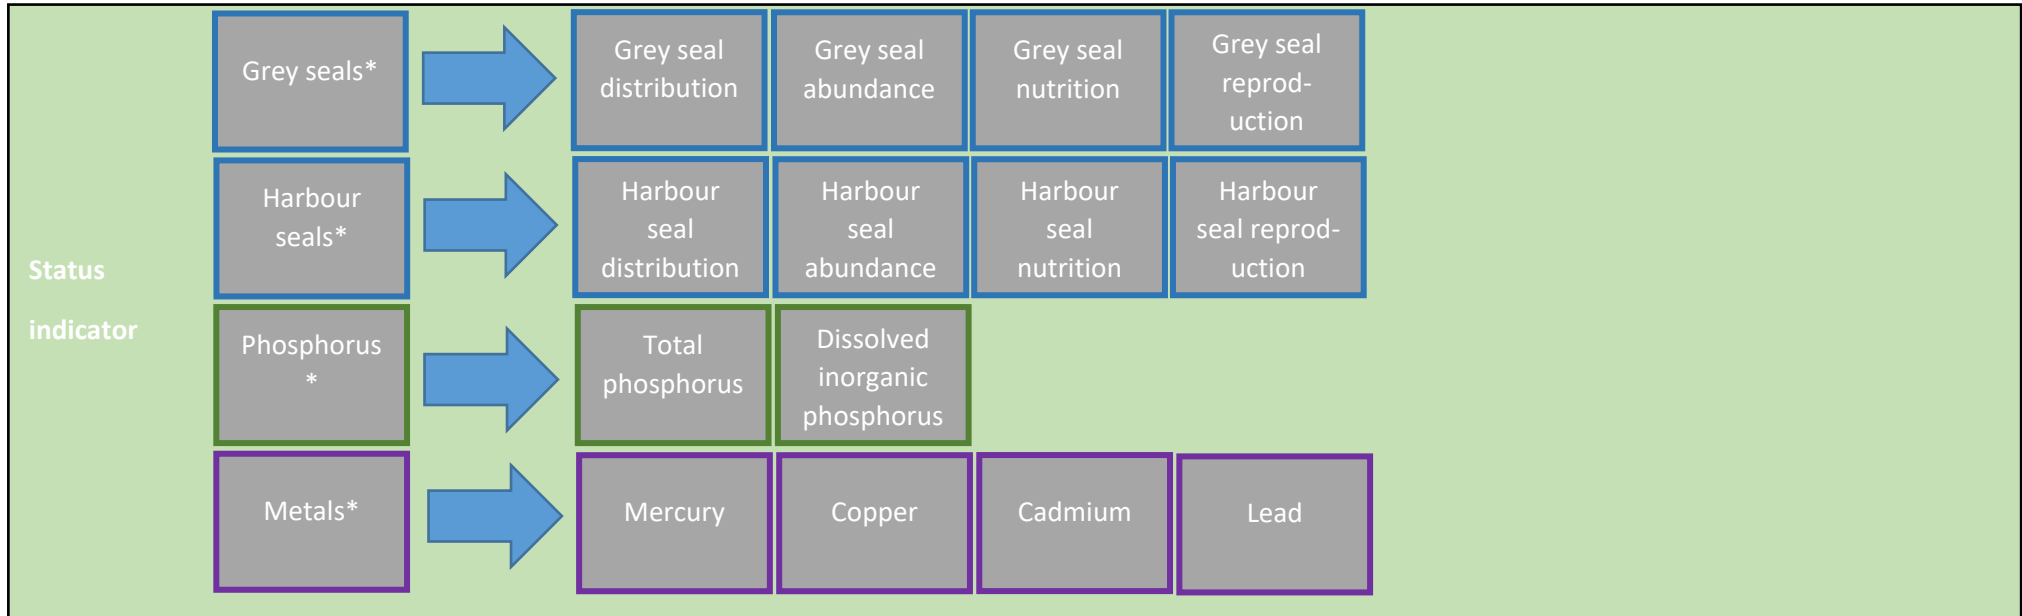 Status
indicator
Grey seals*
Grey seal
distribution
Grey seal
abundance
Grey seal
nutrition
Grey seal
reprod-
uction
Harbour
seals*
Harbour
seal
distribution
Harbour
seal
abundance
Harbour
seal
nutrition
Harbour
seal reprod-
uction
Phosphorus
*
Total
phosphorus
Dissolved
inorganic
phosphorus
Metals*
Mercury
Copper
Cadmium
Lead